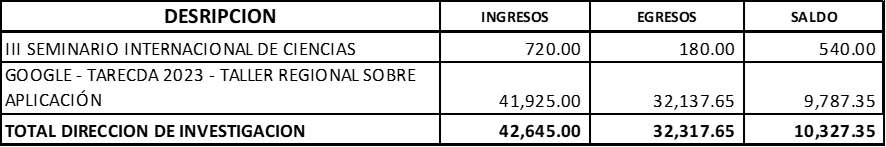 DESRIPCION INGRESOS EGRESOS SALDO
III SEMINARIO INTERNACIONAL DE CIENCIAS 720.00 180.00 540.00
GOOGLE - TARECDA 2023 - TALLER REGIONAL SOBRE
APLICACIÓN 41,925.00 32,137.65 9,787.35
TOTAL DIRECCION DE INVESTIGACION 42,645.00 32,317.65 10,327.35